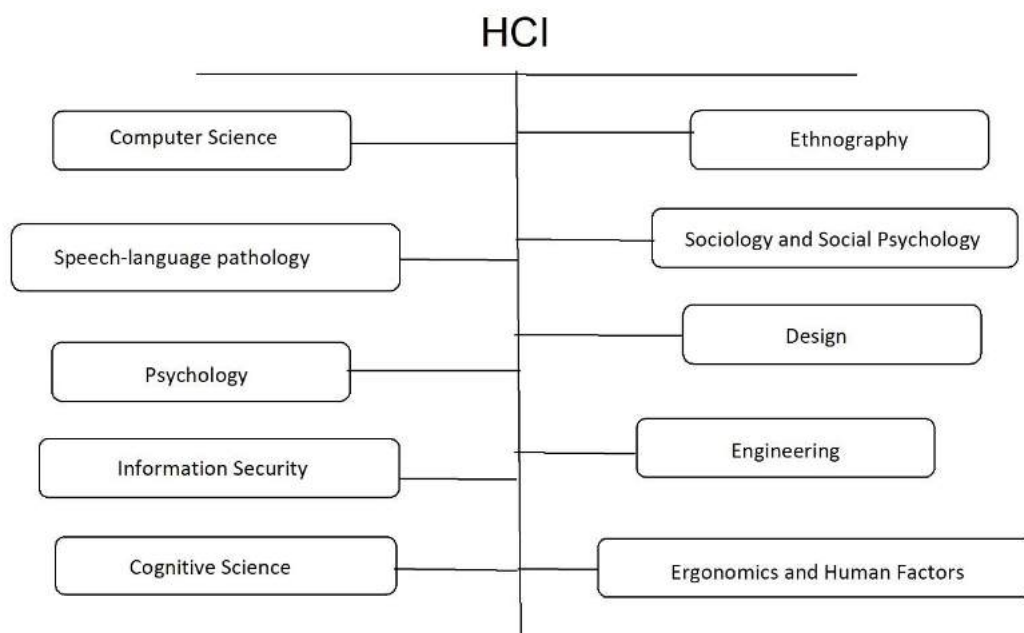 HCI
Computer Science
Ethnography
Speech-language pathology
Sociology and Social Psychology
Psychology
Design
Information Security
Engineering
Cognitive Science
Ergonomics and Human Factors